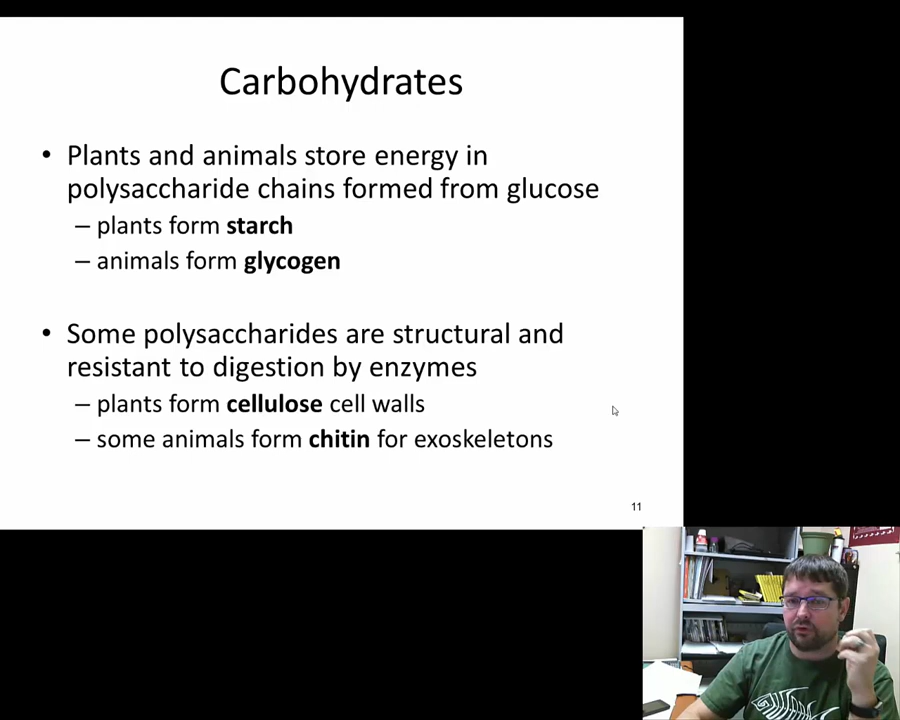 Carbohydrates
• Plants and animals store energy in
polysaccharide chains formed from glucose
– plants form starch
– animals form glycogen
• Some polysaccharides are structural and
resistant to digestion by enzymes
– plants form cellulose cell walls
– some animals form chitin for exoskeletons
11